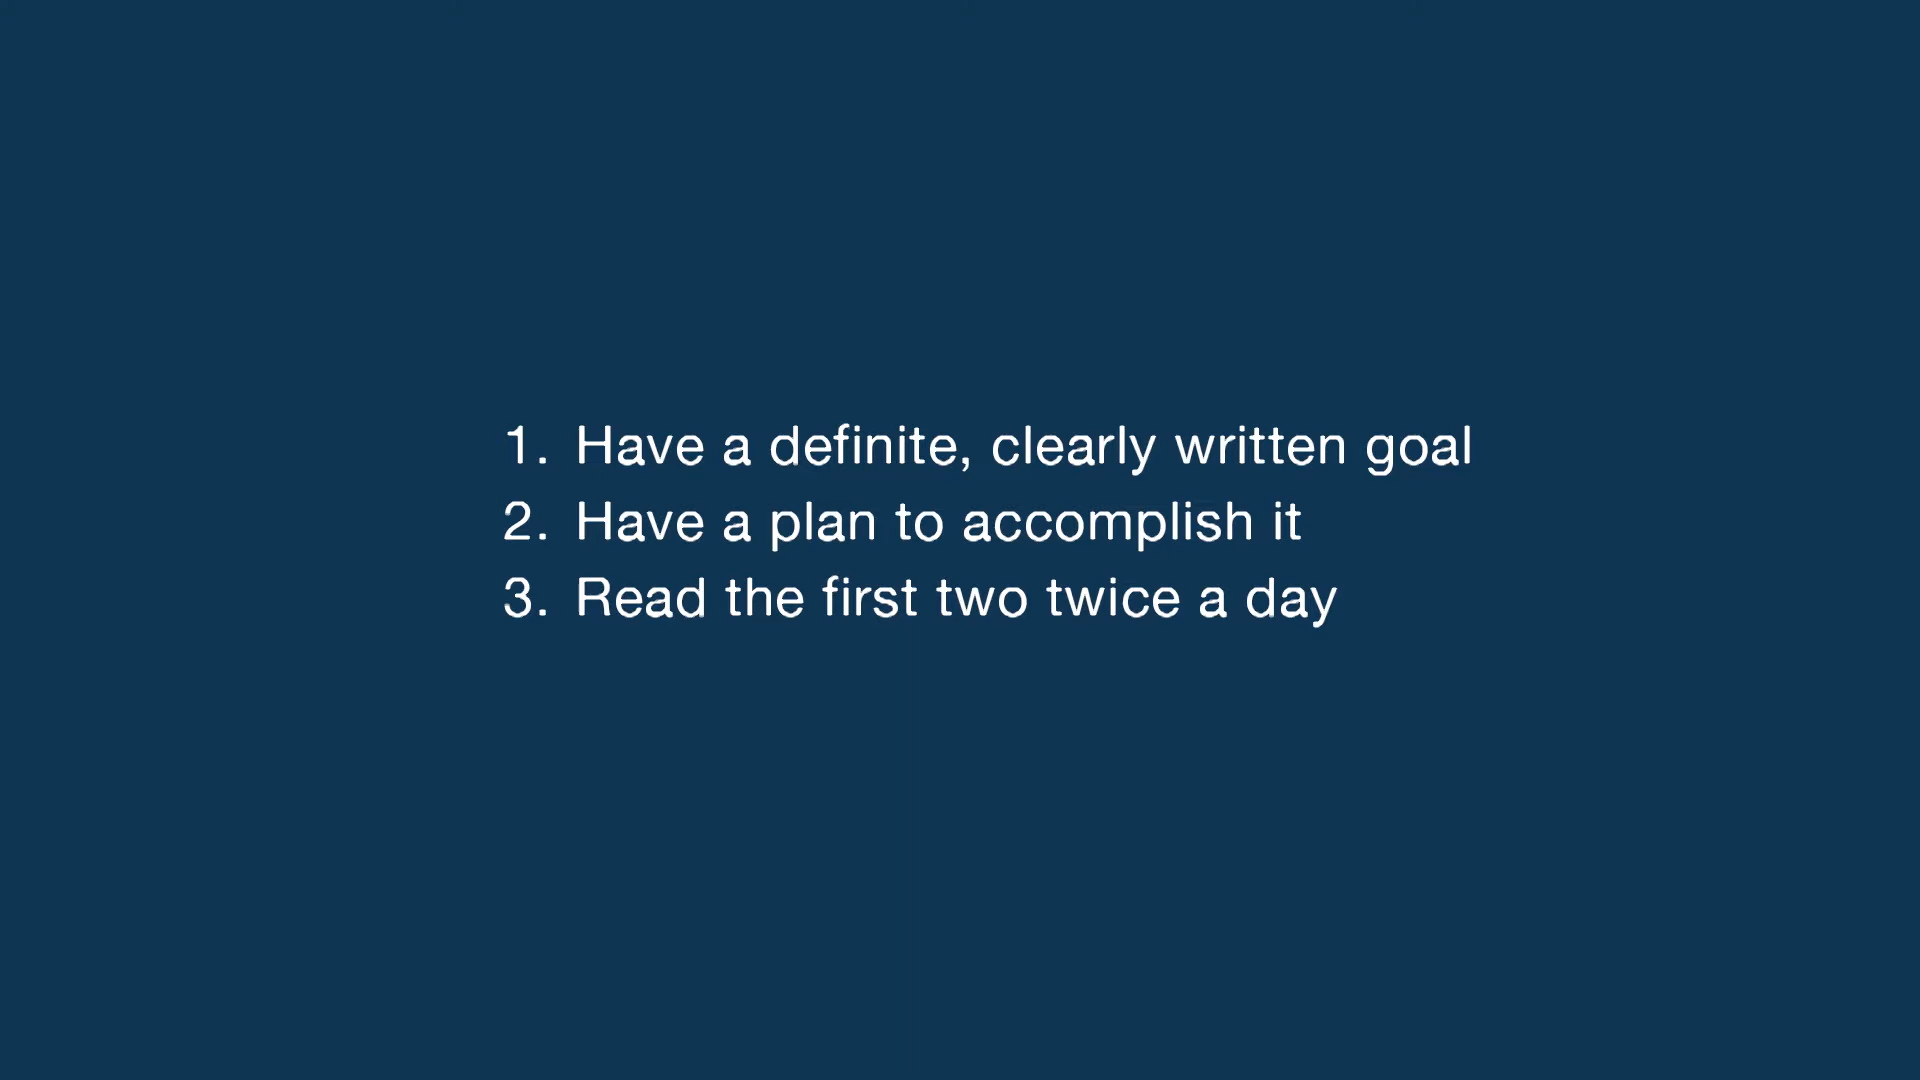 1. Have a definite, clearly written goal
2. Have a plan to accomplish it
3. Read the first two twice a day